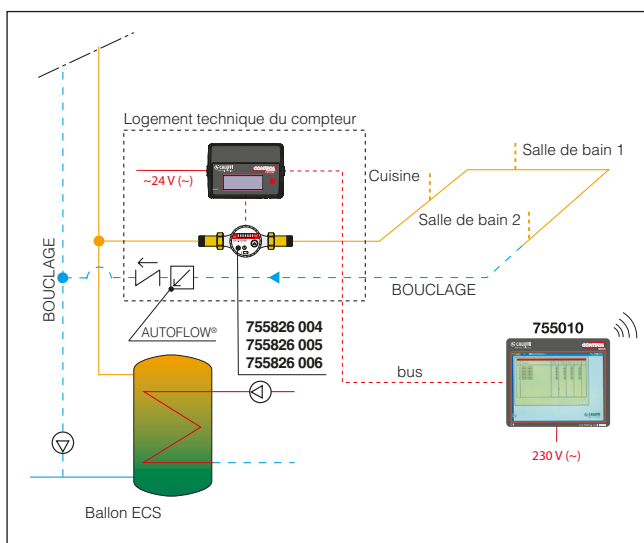 Logement technique du compteur
~24 V (~)
Cuisine
Salle de bain 1
Salle de bain 2
BOUCLAGE
BOUCLAGE
AUTOFLOW®
755826 004
755826 005
755826 006
755010
bus
230 V (~)
Ballon ECS